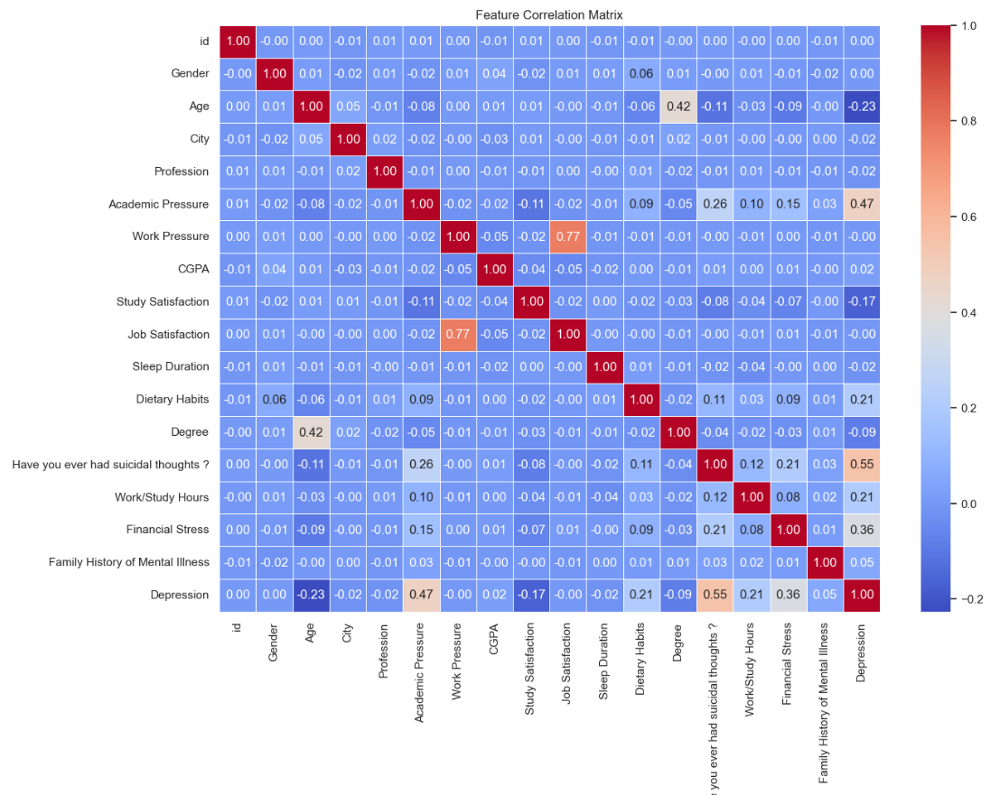 Feature Correlation Matrix
id 1.00 -0.00 0.00 -0.01 0.01 0.01 0.00 -0.01 0.01 0.00 -0.01 -0.01 -0.00 0.00 -0.00 0.00 -0.01 0.00
Gender -0.00 1.00 0.01 -0.02 0.01 -0.02 0.01 0.04 -0.02 0.01 0.01 0.06 0.01 -0.00 0.01 -0.01 -0.02 0.00
Age 0.00 0.01 1.00 0.05 -0.01 -0.08 0.00 0.01 0.01 -0.00 -0.01 -0.06 0.42 -0.11 -0.03 -0.09 -0.00 -0.23
City -0.01 -0.02 0.05 1.00 0.02 -0.02 -0.00 -0.03 0.01 -0.00 -0.01 -0.01 0.02 -0.01 -0.00 -0.00 0.00 -0.02
Profession 0.01 0.01 -0.01 0.02 1.00 -0.01 -0.00 0.00 -0.01 0.00 -0.00 0.01 -0.02 -0.01 0.01 -0.01 -0.01 -0.02
Academic Pressure 0.01 -0.02 -0.08 -0.02 -0.01 1.00 -0.02 -0.02 -0.11 -0.02 -0.01 0.09 -0.05 0.26 0.10 0.15 0.03 0.47
Work Pressure 0.00 0.01 0.00 -0.00 -0.00 -0.02 1.00 -0.05 -0.02 0.77 -0.01 -0.01 -0.01 -0.00 -0.01 0.00 -0.01 -0.00
CGPA -0.01 0.04 0.01 -0.03 0.00 -0.02 -0.05 1.00 -0.04 -0.05 -0.02 0.00 -0.01 0.01 0.00 0.01 -0.00 0.02
Study Satisfaction 0.01 -0.02 0.01 0.01 -0.01 -0.11 -0.02 -0.04 1.00 -0.02 0.00 -0.02 -0.03 -0.08 -0.04 -0.07 -0.00 -0.17
Job Satisfaction 0.00 0.01 -0.00 -0.00 0.00 -0.02 0.77 -0.05 -0.02 1.00 -0.00 -0.00 -0.01 -0.00 -0.01 0.01 -0.01 -0.00
Sleep Duration -0.01 0.01 -0.01 -0.01 -0.00 -0.01 -0.01 -0.02 0.00 -0.00 1.00 0.01 -0.01 -0.02 -0.04 -0.00 0.01 -0.02
Dietary Habits -0.01 0.06 -0.06 -0.01 0.01 0.09 -0.01 0.00 -0.02 -0.00 0.01 1.00 -0.02 0.11 0.03 0.09 0.01 0.21
Degree -0.00 0.01 0.42 0.02 -0.02 -0.05 -0.01 -0.01 -0.03 -0.01 -0.01 -0.02 1.00 -0.04 -0.02 -0.03 0.01 -0.09
Have you ever had suicidal thoughts ? 0.00 -0.00 -0.11 -0.01 -0.01 0.26 -0.00 0.01 -0.08 -0.00 -0.02 0.11 -0.04 1.00 0.12 0.21 0.03 0.55
Work/Study Hours -0.00 0.01 -0.03 -0.00 0.01 0.10 -0.01 0.00 -0.04 -0.01 -0.04 0.03 -0.02 0.12 1.00 0.08 0.02 0.21
Financial Stress 0.00 -0.01 -0.09 -0.00 -0.01 0.15 0.00 0.01 -0.07 0.01 -0.00 0.09 -0.03 0.21 0.08 1.00 0.01 0.36
Family History of Mental Illness -0.01 -0.02 -0.00 0.00 -0.01 0.03 -0.01 -0.00 -0.00 -0.01 0.01 0.01 0.01 0.03 0.02 0.01 1.00 0.05
Depression 0.00 0.00 -0.23 -0.02 -0.02 0.47 -0.00 0.02 -0.17 -0.00 -0.02 0.21 -0.09 0.55 0.21 0.36 0.05 1.00
id
Gender
Age
City
Profession
Academic Pressure
Work Pressure
CGPA
Study Satisfaction
Job Satisfaction
Sleep Duration
Dietary Habits
Degree
you ever had suicidal thoughts ?
Work/Study Hours
Financial Stress
Family History of Mental Illness
Depression
1.0
0.8
0.6
0.4
0.2
0.0
−0.2